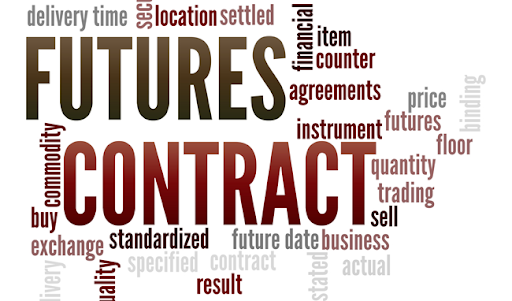 delivery time
location
settled
financial
item
counter
FUTURES
agreements
price
binding
instrument
futures
floor
commodity
CONTRACT
quantity
trading
buy
sell
exchange
standardized
future date
business
specified
contract
stated
actual
result